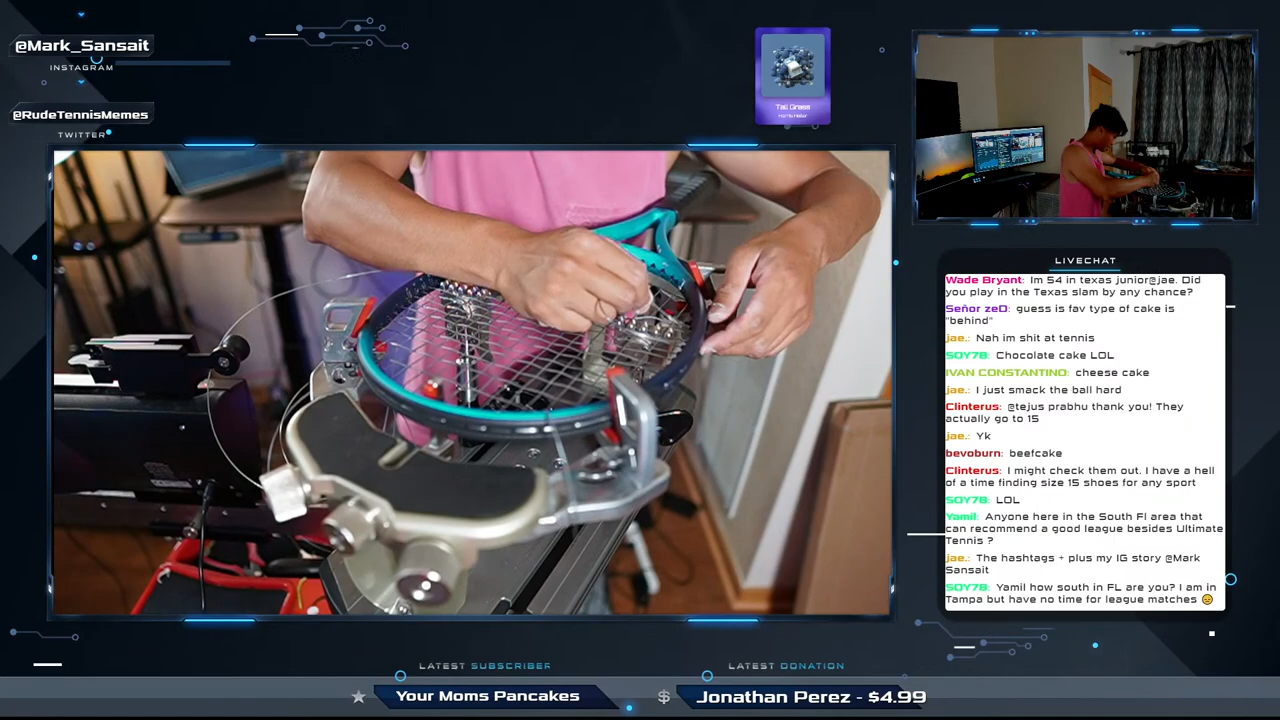 @Mark_Sansait
INSTAGRAM
@RudeTennisMemes
TWITTER
Tall Grass
LIVECHAT
Wade Bryant: Im 54 in texas junior@jae. Did
you play in the Texas slam by any chance?
Señor zeD: guess is fav type of cake is
"behind"
jae.: Nah im shit at tennis
SOY78: Chocolate cake LOL
IVAN CONSTANTINO: cheese cake
jae.: I just smack the ball hard
Clinterus: @tejus prabhu thank you! They
actually go to 15
jae.: Yk
bevoburn: beefcake
Clinterus: I might check them out. I have a hell
of a time finding size 15 shoes for any sport
SOY78: LOL
Yamil: Anyone here in the South Fl area that
can recommend a good league besides Ultimate
Tennis ?
jae.: The hashtags + plus my IG story @Mark
Sansait
SOY78: Yamil how south in FL are you? I am in
Tampa but have no time for league matches
LATEST SUBSCRIBER
Your Moms Pancakes
LATEST DONATION
$ Jonathan Perez - $4.99